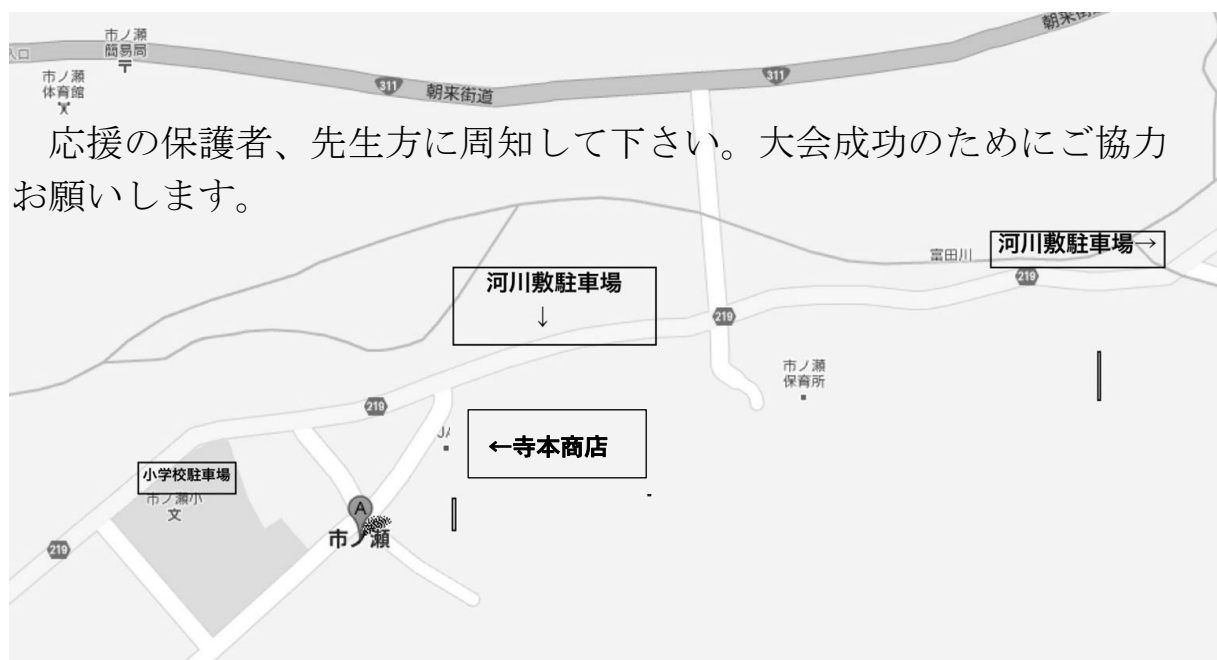 市ノ瀬
簡易局
入口
市ノ瀬
体育館
311
朝来街道
311
朝来街道
応援の保護者、先生方に周知して下さい。大会成功のためにご協力
お願いします。
富田川
河川敷駐車場→
219
河川敷駐車場
↓
219
市ノ瀬
保育所
219
JA
←寺本商店
小学校駐車場
市ノ瀬小
文
A
市ノ瀬
219